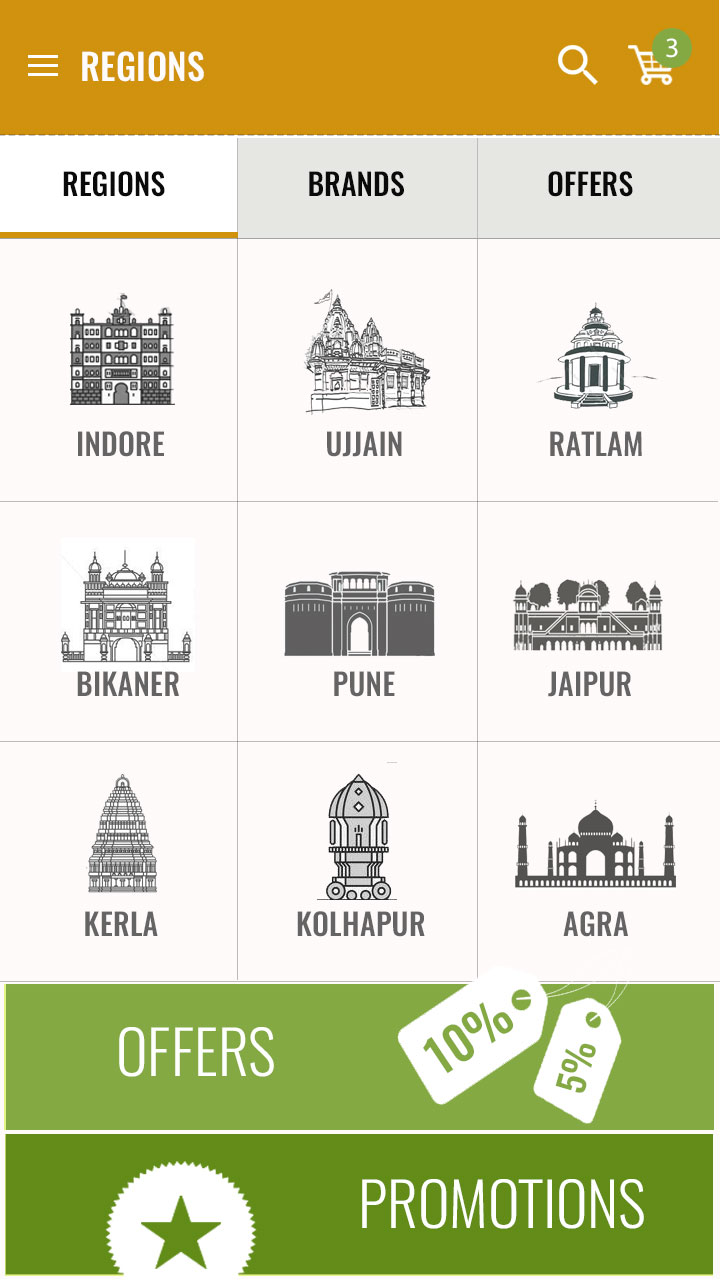 REGIONS
3
REGIONS BRANDS OFFERS
INDORE UJJAIN RATLAM
BIKANER PUNE JAIPUR
KERLA KOLHAPUR AGRA
OFFERS
10%
5%
PROMOTIONS